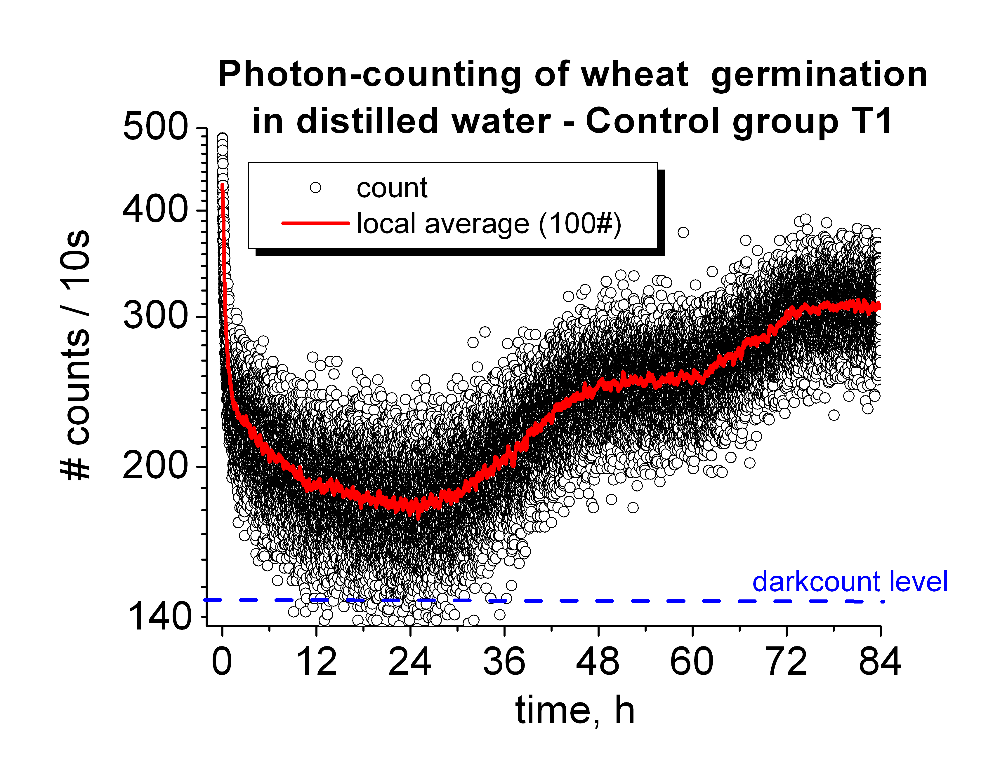 Photon-counting of wheat  germination
in distilled water - Control group T1
500
400
300
200
140
# counts / 10s
count
local average (100#)
darkcount level
0 12 24 36 48 60 72 84
time, h